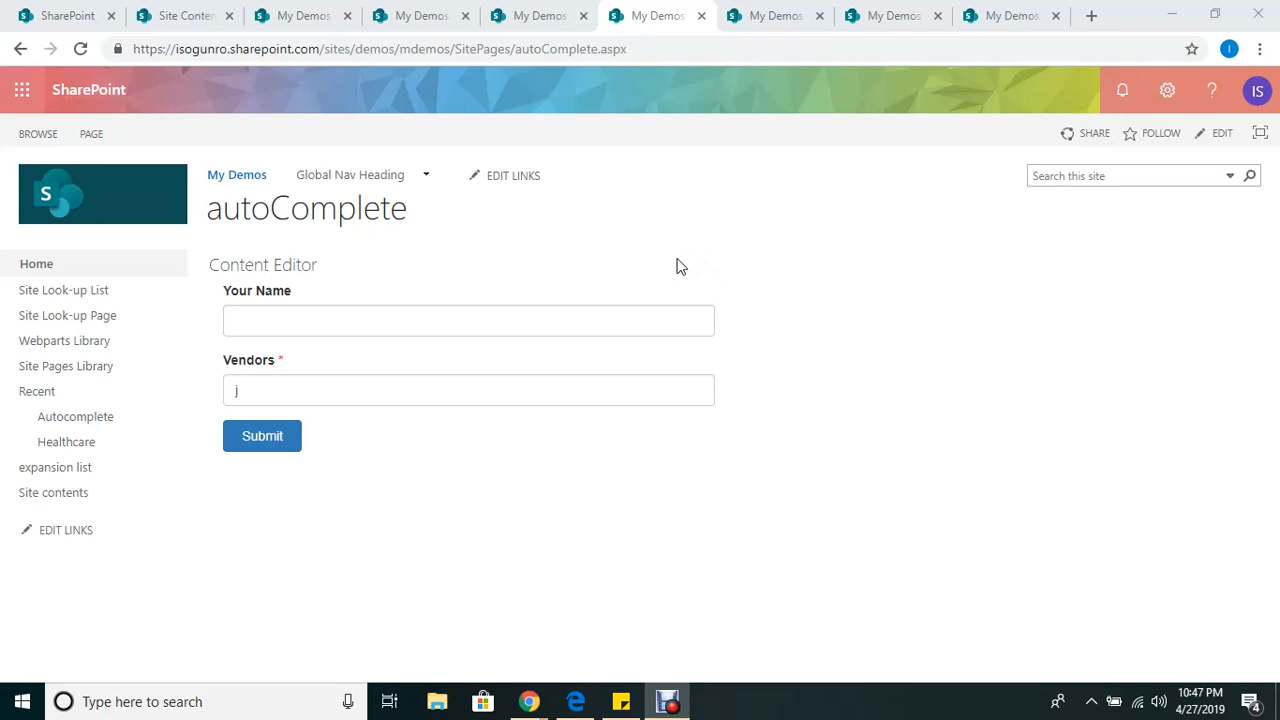 SharePoint
Site Conten
My Demos
My Demos
My Demos
My Demos
My Demos
My Demos
My Demos
https://isogunro.sharepoint.com/sites/demos/mdemos/SitePages/autoComplete.aspx
I
SharePoint
IS
BROWSE PAGE
SHARE FOLLOW EDIT
S
My Demos Global Nav Heading EDIT LINKS
Search this site
autoComplete
Home
Site Look-up List
Site Look-up Page
Webparts Library
Site Pages Library
Recent
Autocomplete
Healthcare
expansion list
Site contents
EDIT LINKS
Content Editor
Your Name
Vendors *
j
Submit
Type here to search
10:47 PM
4/27/2019
4